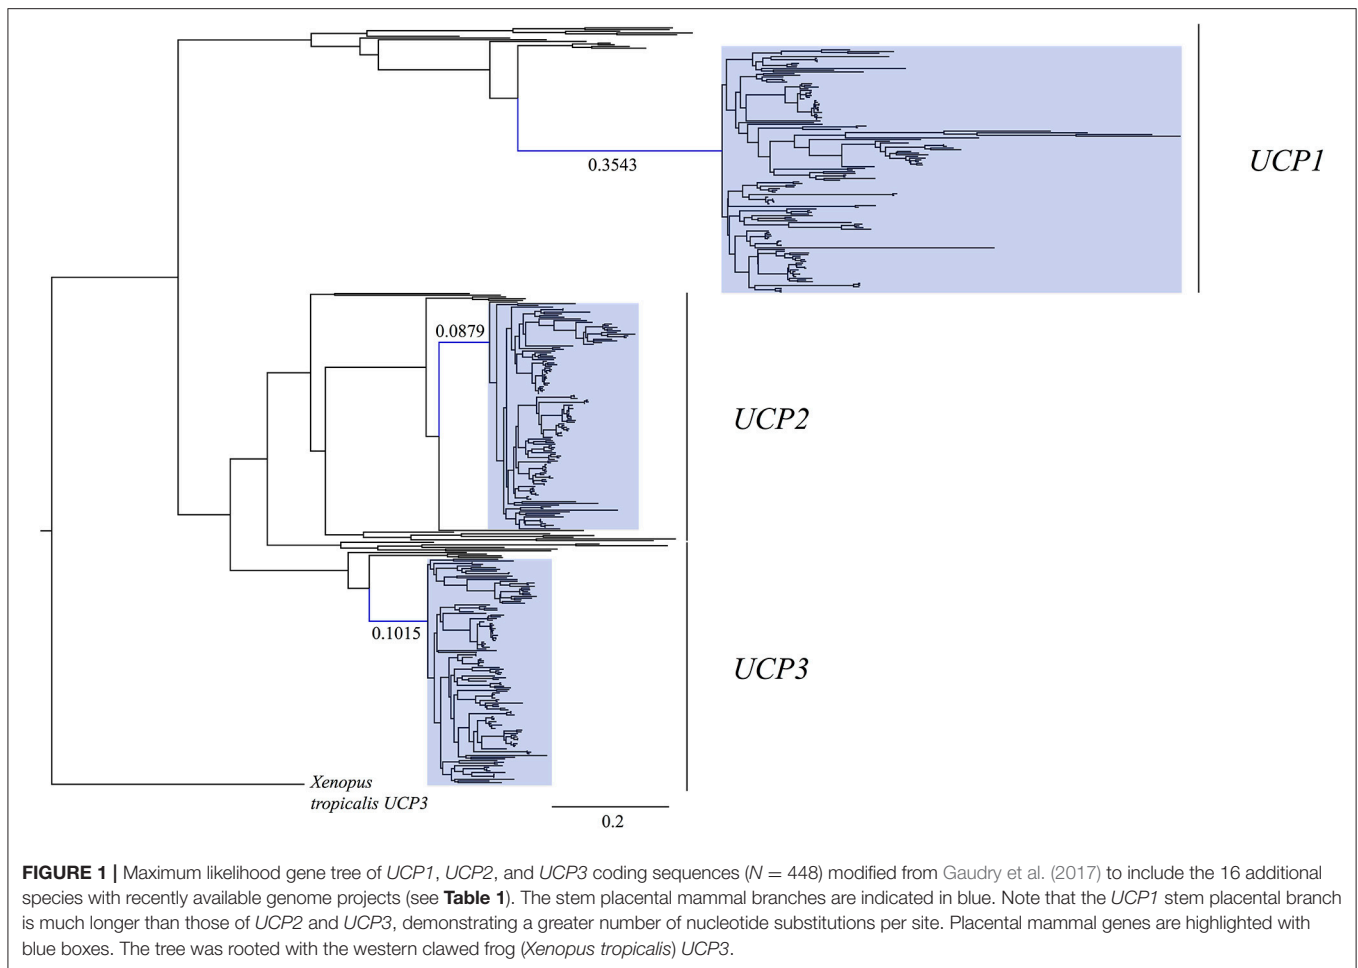 0.3543
UCP1
0.0879
UCP2
0.1015
UCP3
Xenopus
tropicalis UCP3
0.2
FIGURE 1 | Maximum likelihood gene tree of UCP1, UCP2, and UCP3 coding sequences (N = 448) modified from Gaudry et al. (2017) to include the 16 additional
species with recently available genome projects (see Table 1). The stem placental mammal branches are indicated in blue. Note that the UCP1 stem placental branch
is much longer than those of UCP2 and UCP3, demonstrating a greater number of nucleotide substitutions per site. Placental mammal genes are highlighted with
blue boxes. The tree was rooted with the western clawed frog (Xenopus tropicalis) UCP3.